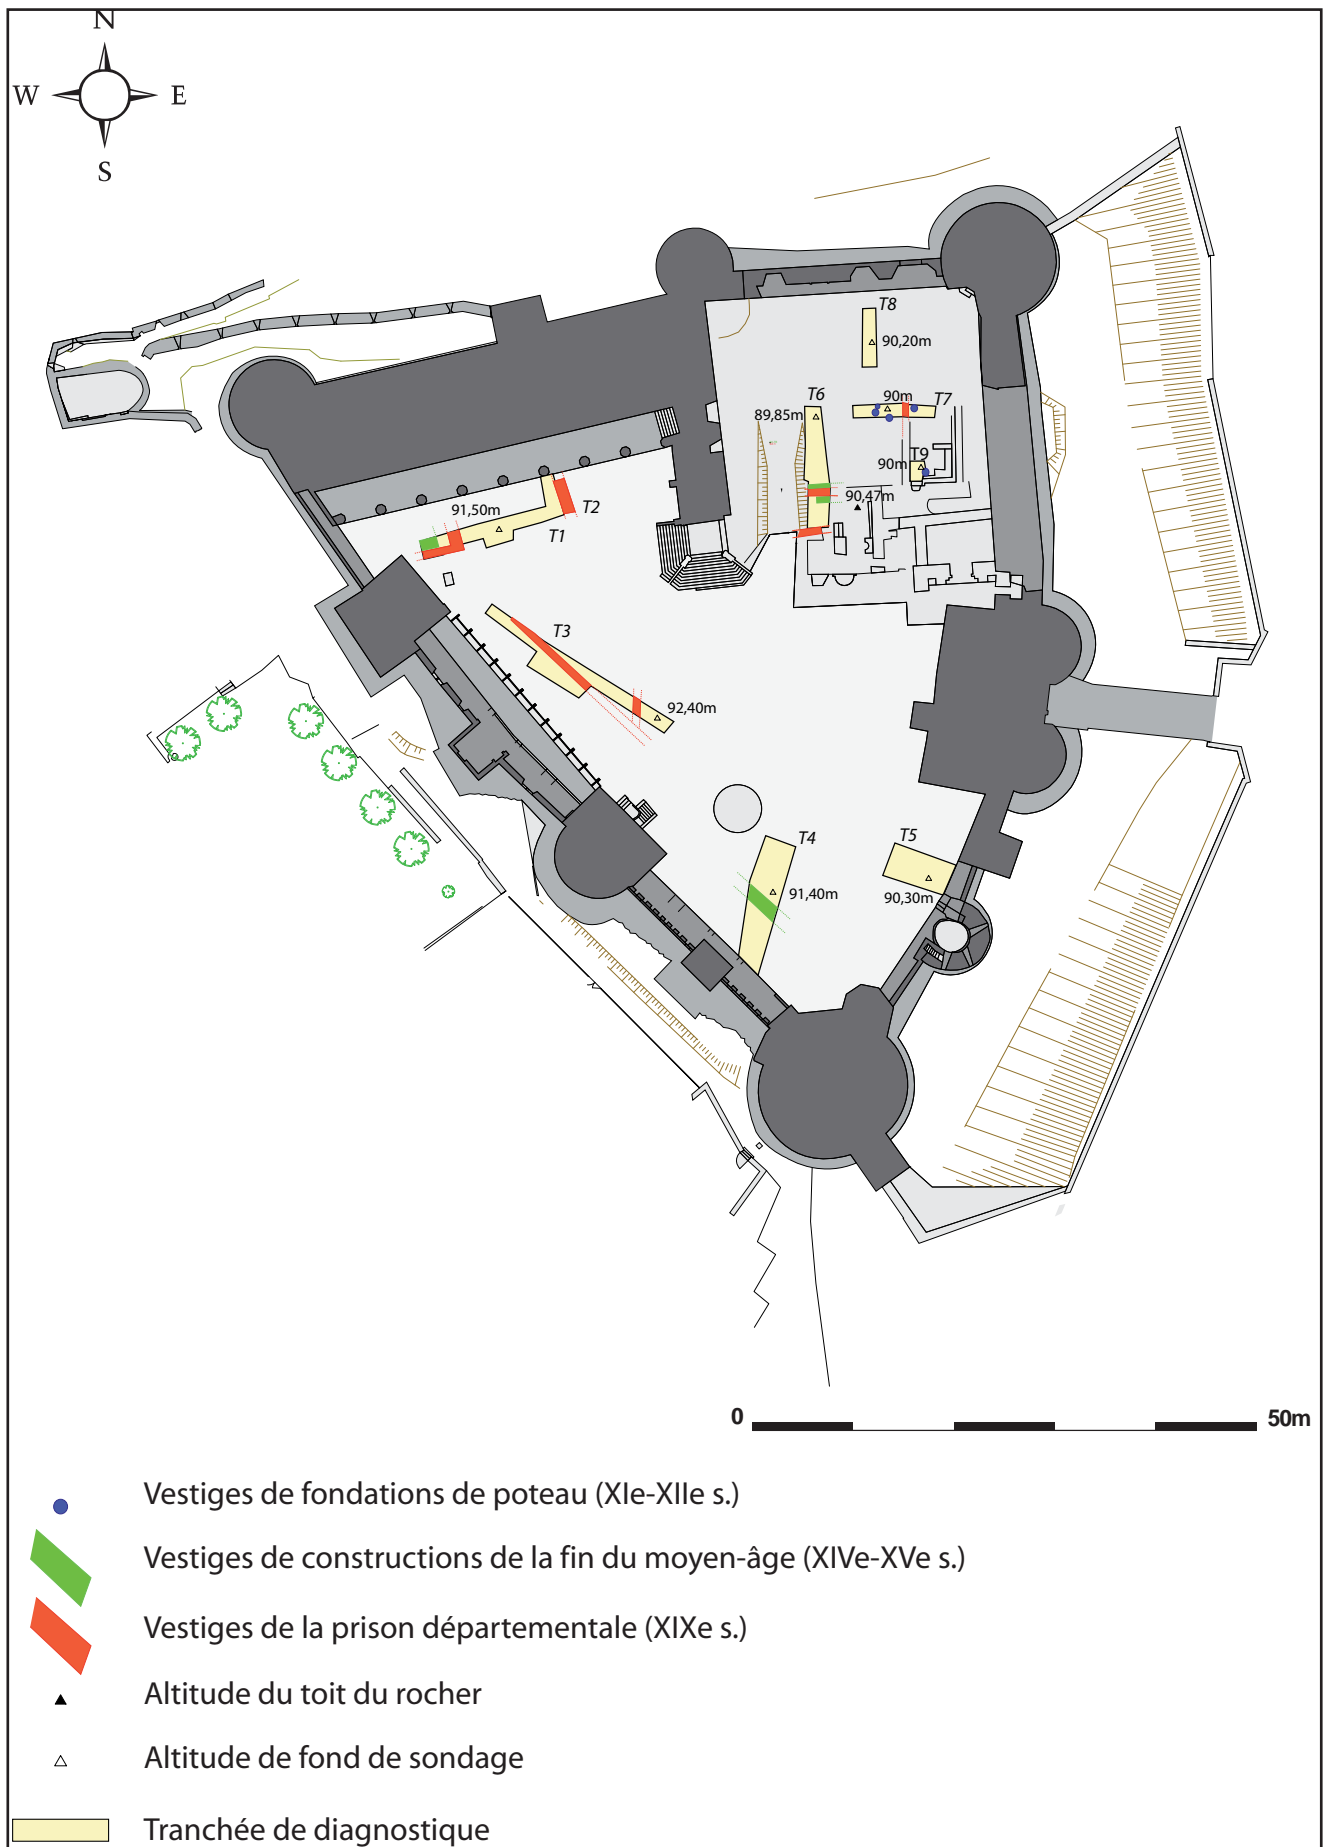 N
W E
S
T8
90,20m
T6
90m T7
89,85m
T9
90m
90,47m
91,50m
T2
T1
T3
92,40m
T4
T5
91,40m
90,30m
0 50m
Vestiges de fondations de poteau (XIe-XIIe s.)
Vestiges de constructions de la fin du moyen-âge (XIVe-XVe s.)
Vestiges de la prison départementale (XIXe s.)
Altitude du toit du rocher
Altitude de fond de sondage
Tranchée de diagnostique